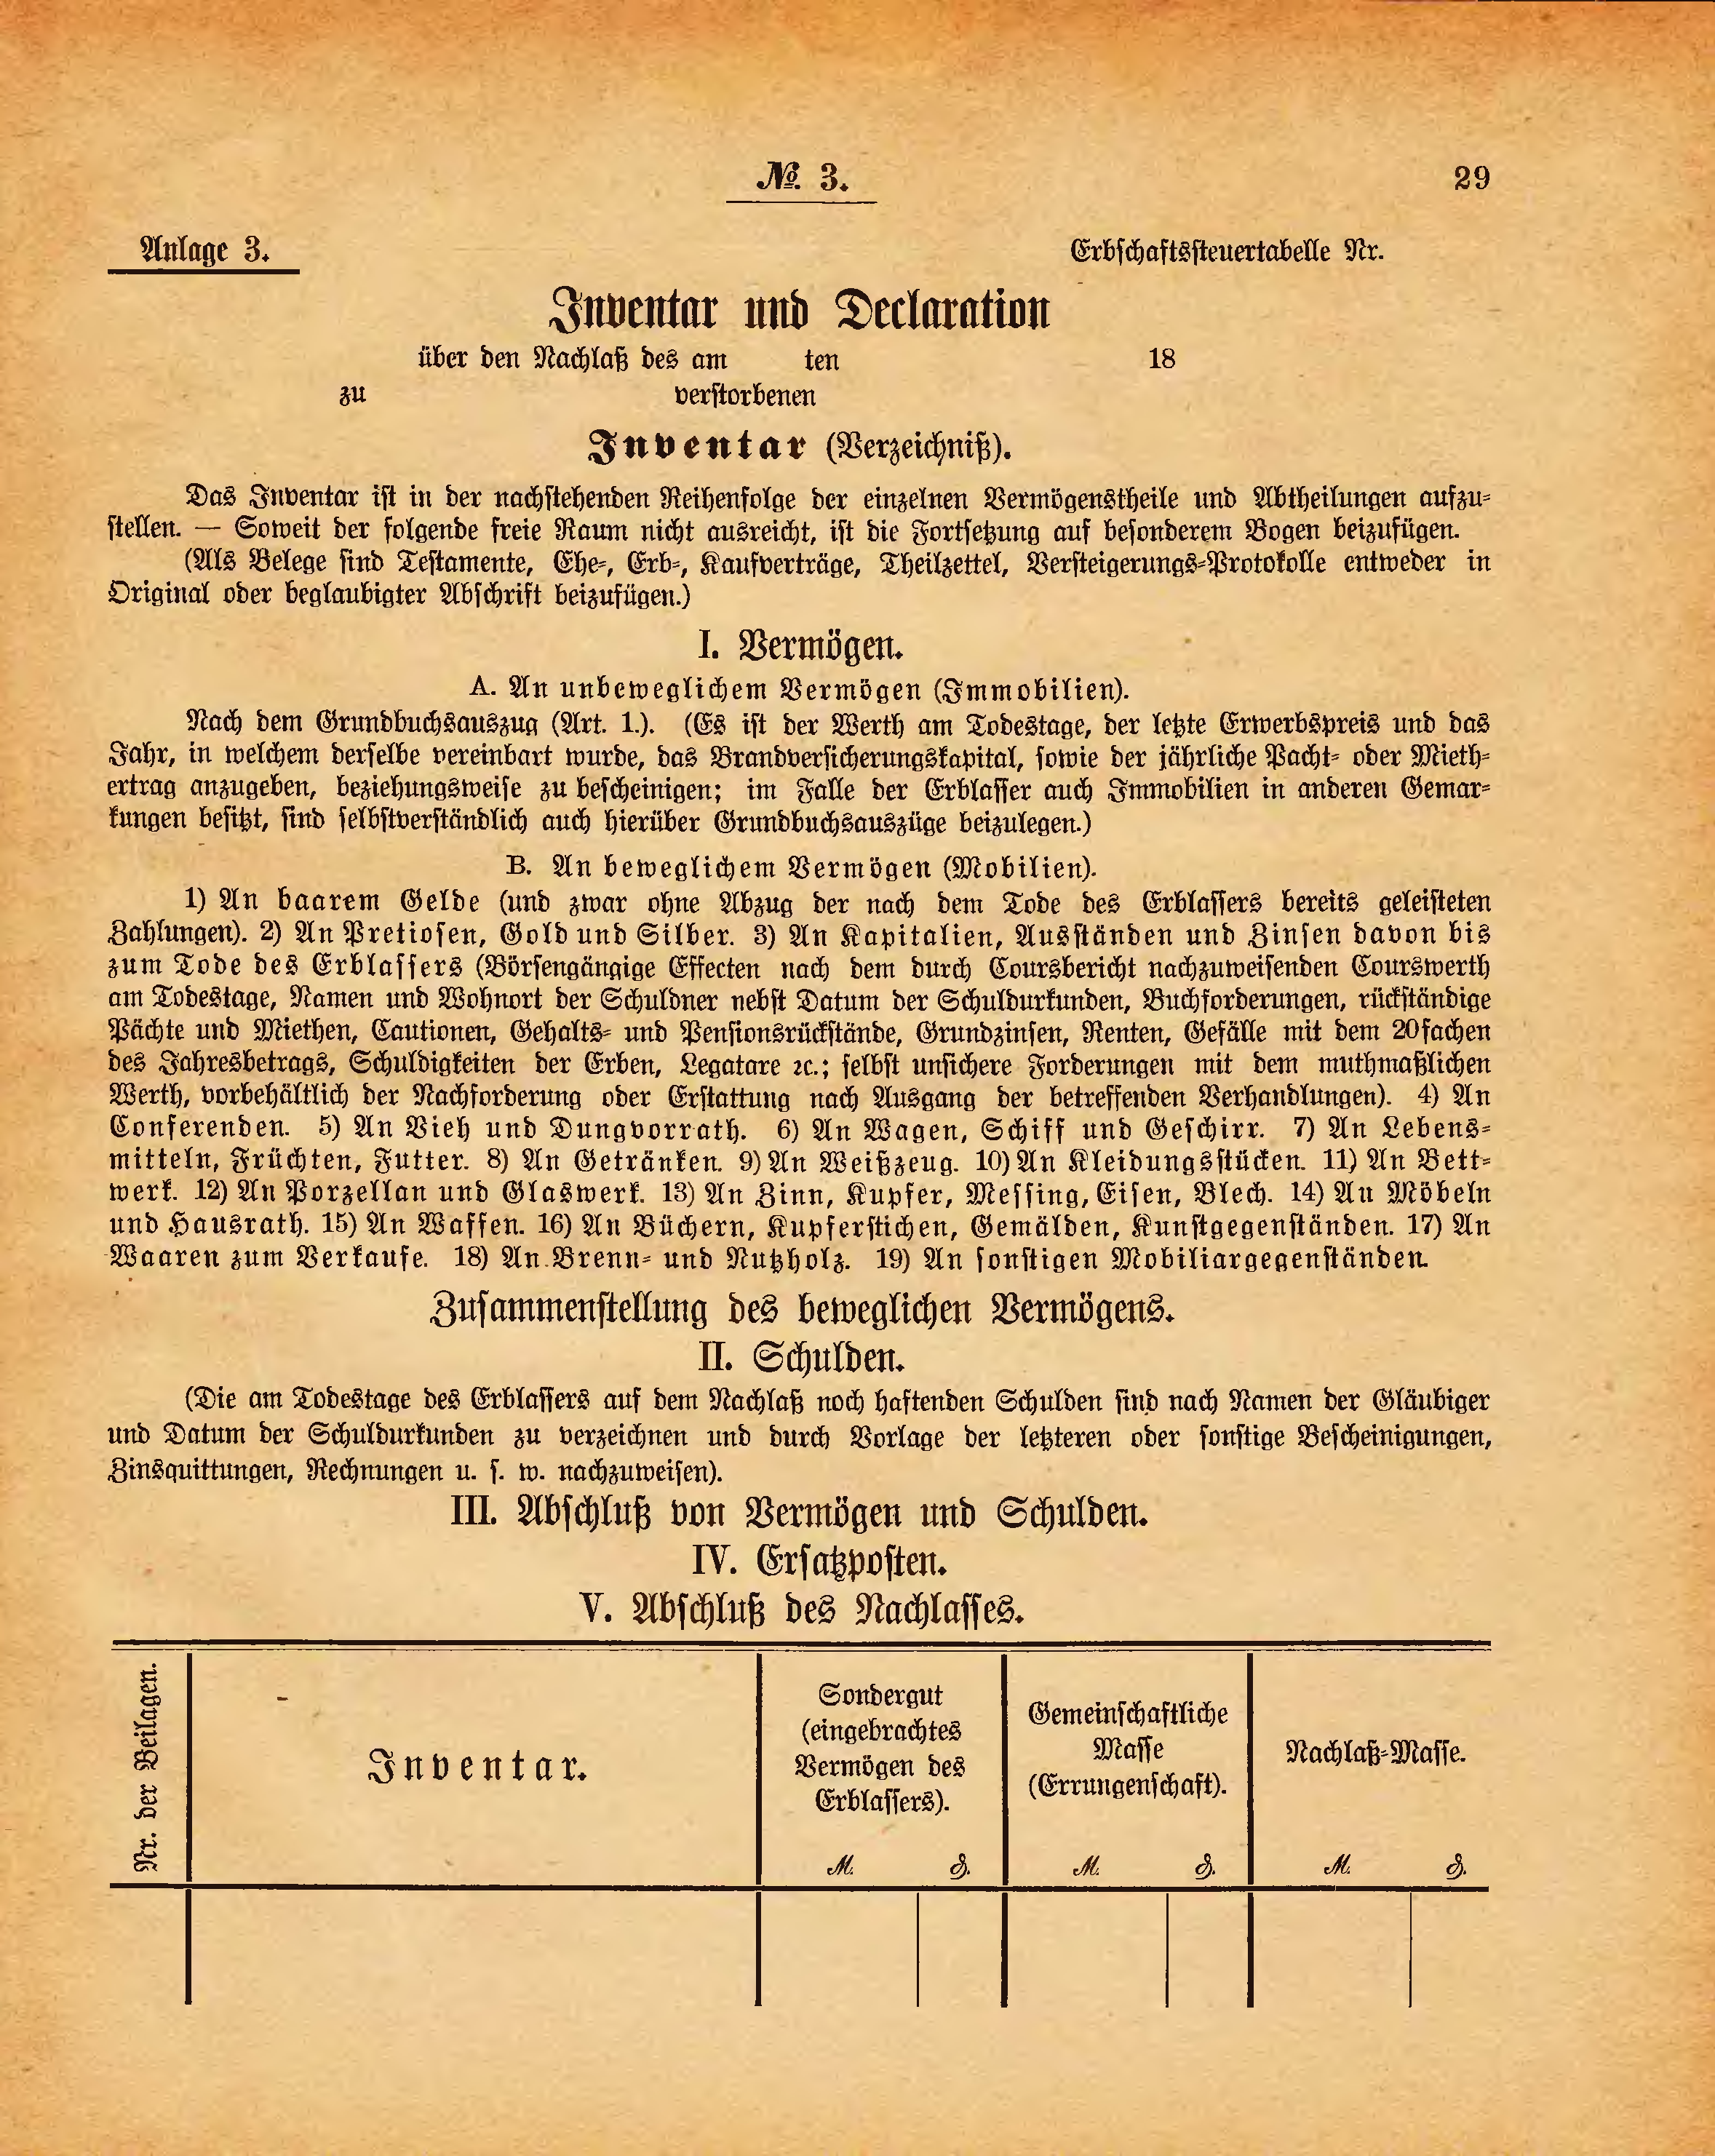 № 3.
29
Anlage 3.
Erbschaftssteuertabelle Nr.
Inventar und Declaration
über den Nachlaß des am ten 18
zu verstorbenen
Inventar (Verzeichniß).
Das Inventar ist in der nachstehenden Reihenfolge der einzelnen Vermögenstheile und Abtheilungen aufzu-
stellen. — Soweit der folgende freie Raum nicht ausreicht, ist die Fortsetzung auf besonderem Bogen beizufügen.
(Als Belege sind Testamente, Ehe-, Erb-, Kaufverträge, Theilzettel, Versteigerungs-Protokolle entweder in
Original oder beglaubigter Abschrift beizufügen.)
I. Vermögen.
A. An unbeweglichem Vermögen (Immobilien).
Nach dem Grundbuchsauszug (Art. 1.). (Es ist der Werth am Todestage, der letzte Erwerbspreis und das
Jahr, in welchem derselbe vereinbart wurde, das Brandversicherungskapital, sowie der jährliche Pacht- oder Mieth-
ertrag anzugeben, beziehungsweise zu bescheinigen; im Falle der Erblasser auch Immobilien in anderen Gemar-
kungen besitzt, sind selbstverständlich auch hierüber Grundbuchsauszüge beizulegen.)
B. An beweglichem Vermögen (Mobilien).
1) An baarem Gelde (und zwar ohne Abzug der nach dem Tode des Erblassers bereits geleisteten
Zahlungen). 2) An Pretiosen, Gold und Silber. 3) An Kapitalien, Ausständen und Zinsen davon bis
zum Tode des Erblassers (Börsengängige Effecten nach dem durch Coursbericht nachzuweisenden Courswerth
am Todestage, Namen und Wohnort der Schuldner nebst Datum der Schuldurkunden, Buchforderungen, rückständige
Pächte und Miethen, Cautionen, Gehalts- und Pensionsrückstände, Grundzinsen, Renten, Gefälle mit dem 20fachen
des Jahresbetrags, Schuldigkeiten der Erben, Legatare ꝛc.; selbst unsichere Forderungen mit dem muthmaßlichen
Werth, vorbehältlich der Nachforderung oder Erstattung nach Ausgang der betreffenden Verhandlungen). 4) An
Conferenden. 5) An Vieh und Dungvorrath. 6) An Wagen, Schiff und Geschirr. 7) An Lebens-
mitteln, Früchten, Futter. 8) An Getränken. 9) An Weißzeug. 10) An Kleidungsstücken. 11) An Bett-
werk. 12) An Porzellan und Glaswerk. 13) An Zinn, Kupfer, Messing, Eisen, Blech. 14) An Möbeln
und Hausrath. 15) An Waffen. 16) An Büchern, Kupferstichen, Gemälden, Kunstgegenständen. 17) An
Waaren zum Verkaufe. 18) An Brenn- und Nutzholz. 19) An sonstigen Mobiliargegenständen.
Zusammenstellung des beweglichen Vermögens.
II. Schulden.
(Die am Todestage des Erblassers auf dem Nachlaß noch haftenden Schulden sind nach Namen der Gläubiger
und Datum der Schuldurkunden zu verzeichnen und durch Vorlage der letzteren oder sonstige Bescheinigungen,
Zinsquittungen, Rechnungen u. s. w. nachzuweisen).
III. Abschluß von Vermögen und Schulden.
IV. Ersatzposten.
V. Abschluß des Nachlasses.
Nr. der Beilagen.
Inventar.
Sondergut
(eingebrachtes
Vermögen des
Erblassers).
M. ₰.
Gemeinschaftliche
Masse
(Errungenschaft).
M. ₰.
Nachlaß-Masse.
M. ₰.